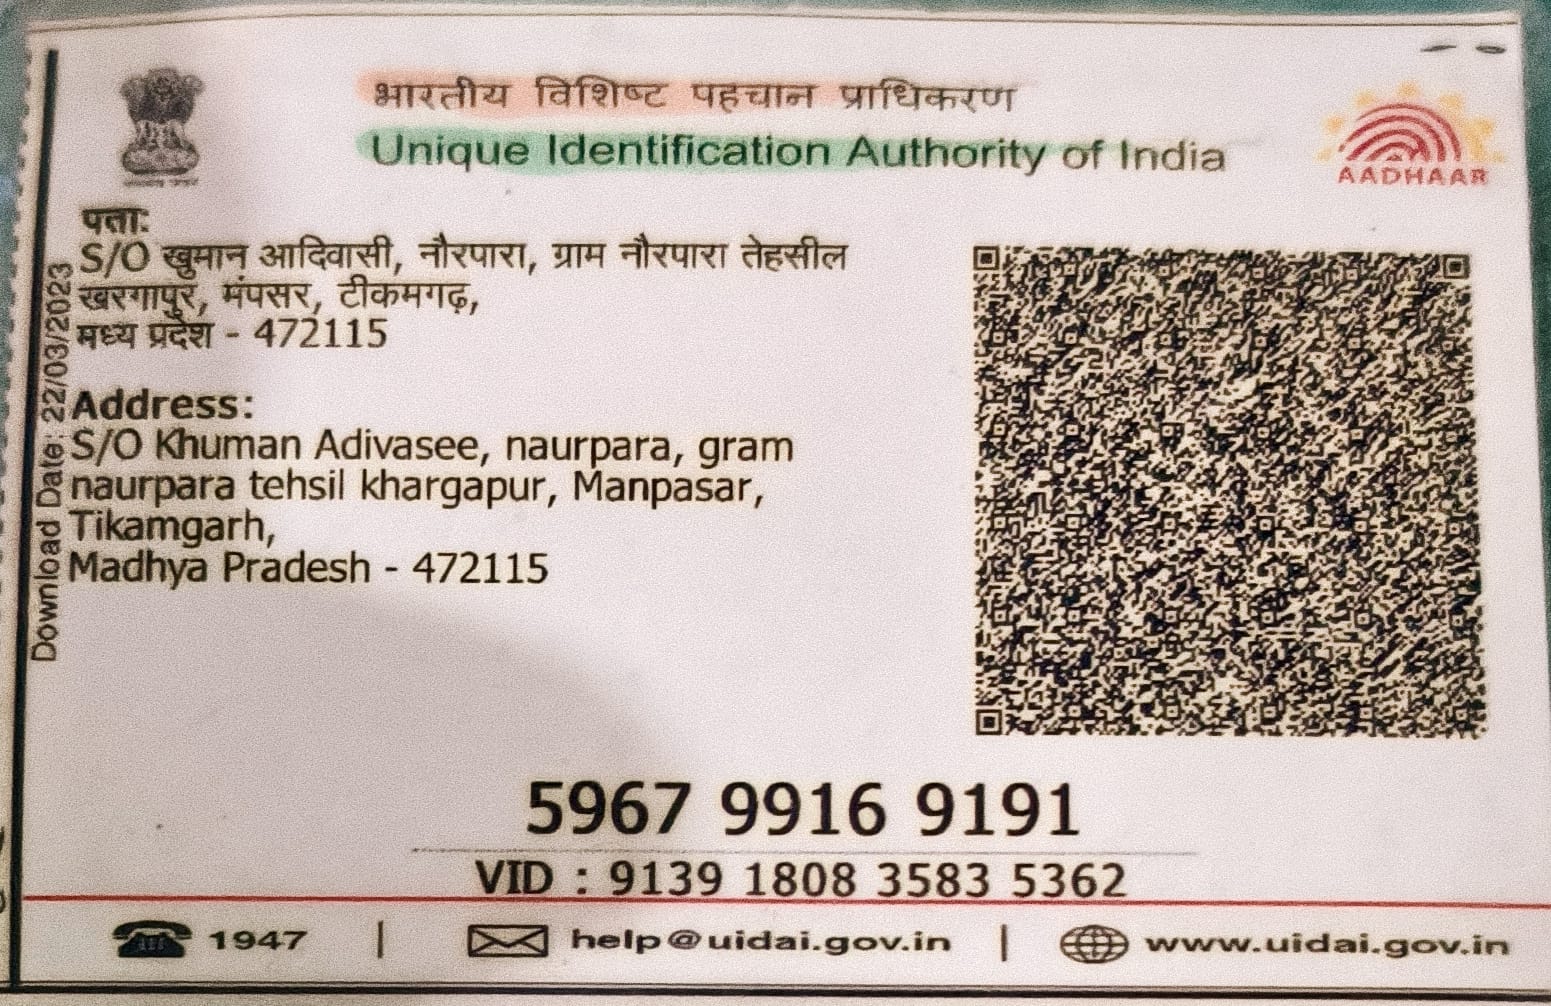 भारतीय विशिष्ट पहचान प्राधिकरण
Unique Identification Authority of India
AADHAAR
पता:
S/O खुमान आदिवासी, नौरपारा, ग्राम नौरपारा तेहसील
खरगापुर, मंपसर, टीकमगढ़,
मध्य प्रदेश - 472115
Address:
S/O Khuman Adivasee, naurpara, gram
naurpara tehsil khargapur, Manpasar,
Tikamgarh,
Madhya Pradesh - 472115
Download Date: 22/03/2023
5967 9916 9191
VID : 9139 1808 3583 5362
1947 | help@uidai.gov.in | www.uidai.gov.in